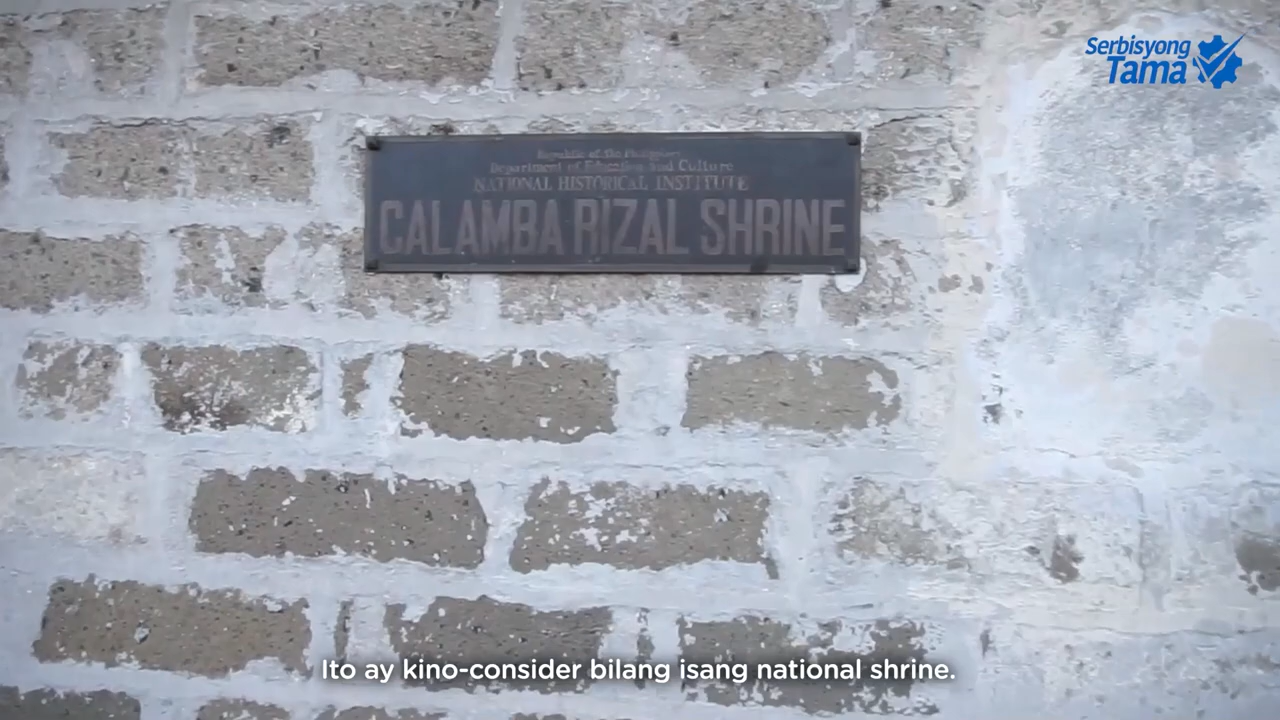 Serbisyong
Tama
Republic of the Philippines
Department of Education and Culture
NATIONAL HISTORICAL INSTITUTE
CALAMBA RIZAL SHRINE
Ito ay kino-consider bilang isang national shrine.